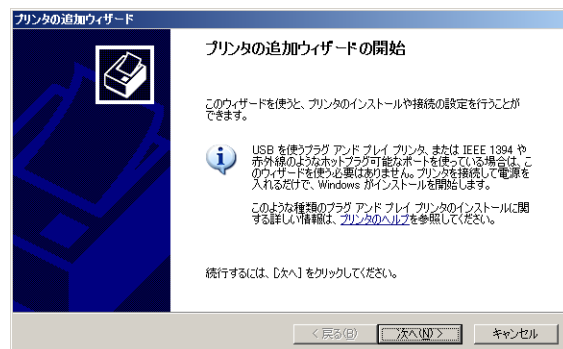 プリンタの追加ウィザード
プリンタの追加ウィザードの開始
このウィザードを使うと、プリンタのインストールや接続の設定を行うことが
できます。
USB を使うプラグ アンド プレイ プリンタ、または IEEE 1394 や
赤外線のようなホットプラグ可能なポートを使っている場合は、こ
のウィザードを使う必要はありません。プリンタを接続して電源を
入れるだけで、Windows がインストールを開始します。
このような種類のプラグ アンド プレイ プリンタのインストールに関
する詳しい情報は、プリンタのヘルプを参照してください。
続行するには、[次へ] をクリックしてください。
< 戻る(B)
次へ(N) >
キャンセル